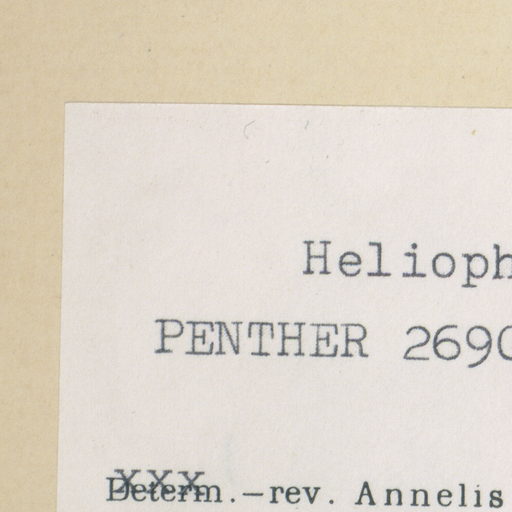 Helioph
PENTHER 2690
Determ.—rev. Annelis